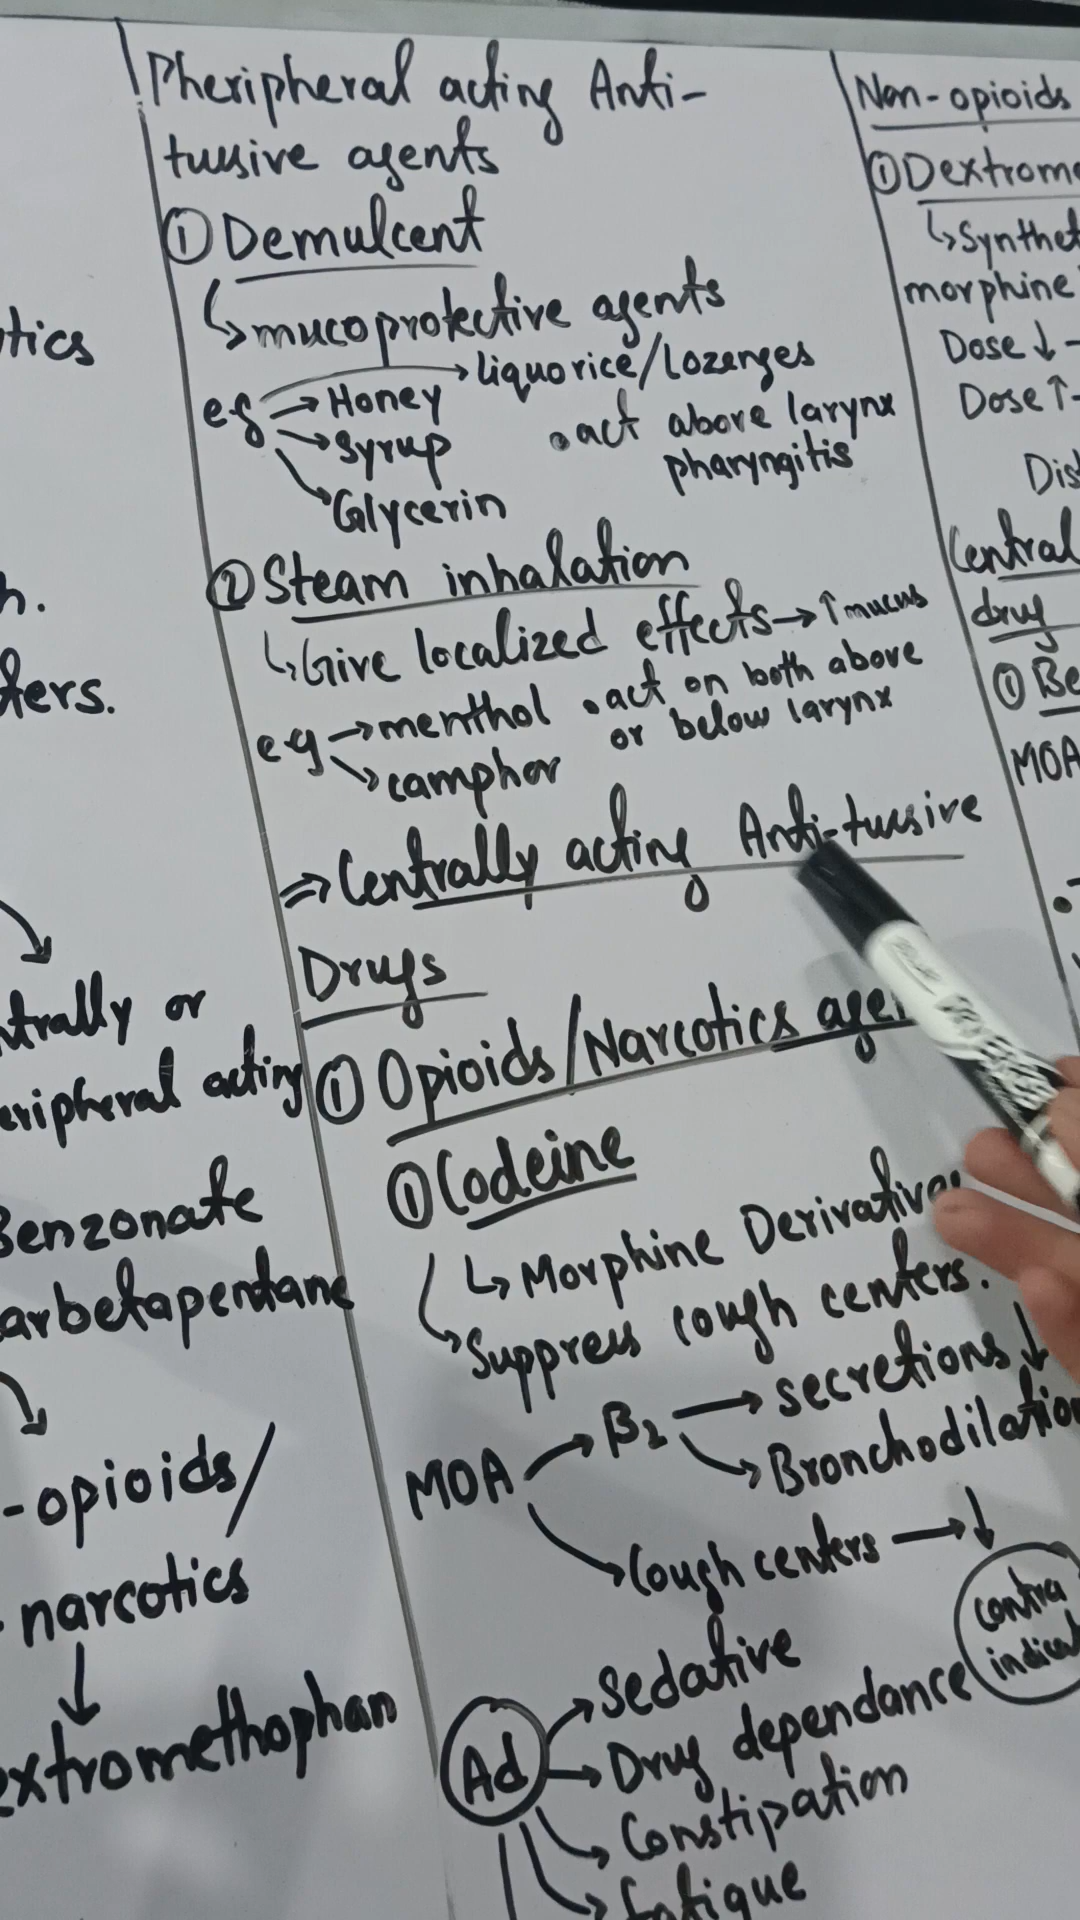 tics
h.
ters.
ntrally or
eripheral acting
Benzonate
arbetapentane
-opioids/
narcotics
extromethophan
Pheripheral acting Anti-
tussive agents
① Demulcent
↳ mucoprotective agents
eg → liquorice/Lozenges
→ Honey
→ Syrup
→ Glycerin
• act above larynx
pharyngitis
② Steam inhalation
↳ Give localized effects → ↑ mucus
eg → menthol
→ camphor
• act on both above
or below larynx
⇒ Centrally acting Anti-tussive
Drugs
① Opioids/Narcotics agen
① Codeine
↳ Morphine Derivative
↳ Suppress cough centers.
MOA → β₂ → secretions ↓
→ Bronchodilation
→ Cough centers → ↓
contra
indicat
Ad → Sedative
→ Drug dependance
→ Constipation
→ fatigue
Non-opioids
① Dextrome
↳ Synthet
morphine
Dose ↓ -
Dose ↑ -
Dis
Central
drug
① Be
MOA